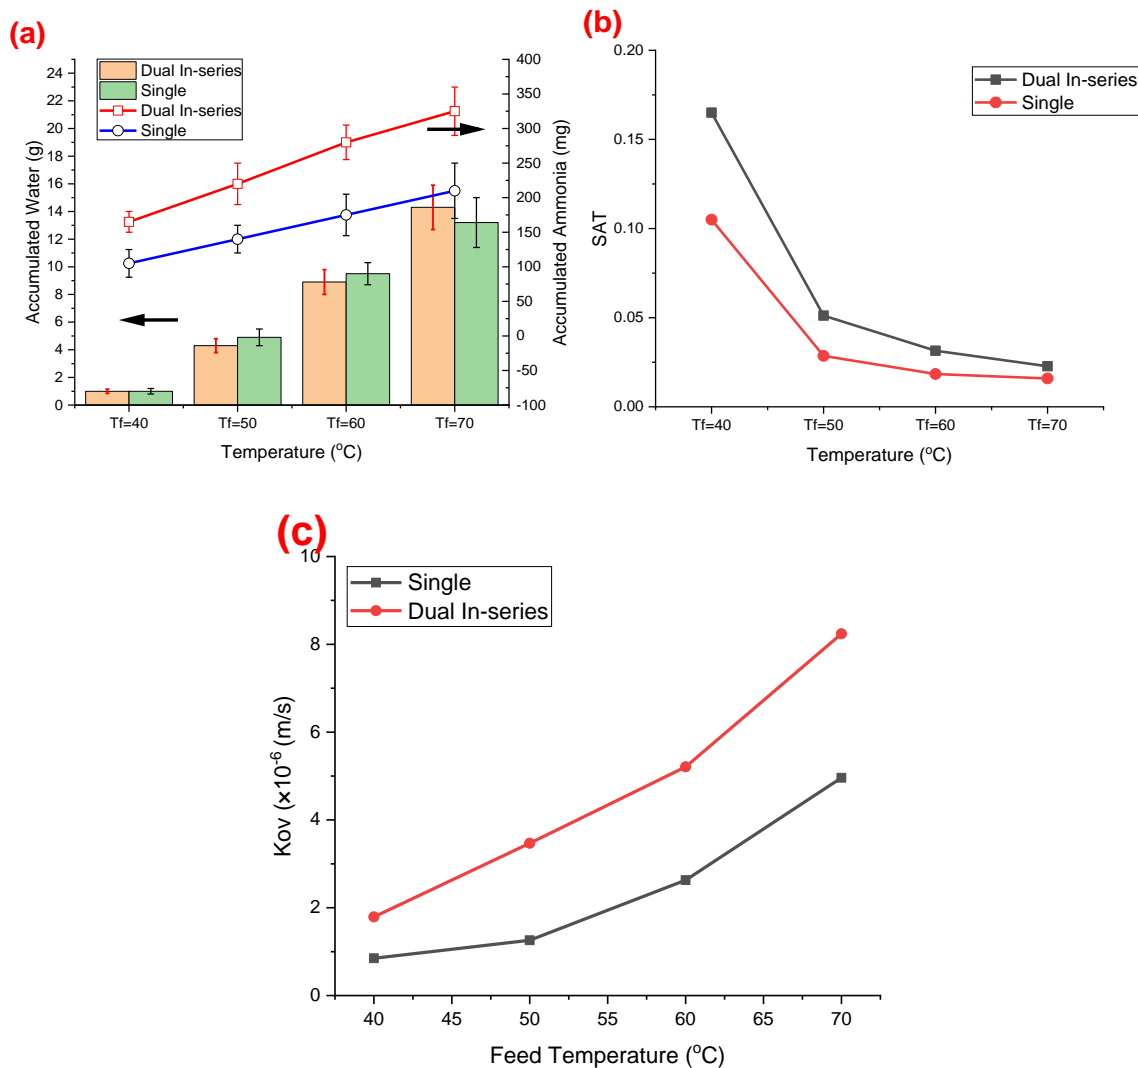 (a)
Accumulated Water (g)
24
22
20
18
16
14
12
10
8
6
4
2
0
Dual In-series
Single
Dual In-series
Single
400
350
300
250
200
150
100
50
0
-50
-100
Accumulated Ammonia (mg)
Tf=40 Tf=50 Tf=60 Tf=70
Temperature (°C)
(b)
SAT
0.20
0.15
0.10
0.05
0.00
Dual In-series
Single
Tf=40 Tf=50 Tf=60 Tf=70
Temperature (°C)
(c)
Kov (×10⁻⁶ (m/s)
10
8
6
4
2
0
Single
Dual In-series
40 45 50 55 60 65 70
Feed Temperature (°C)